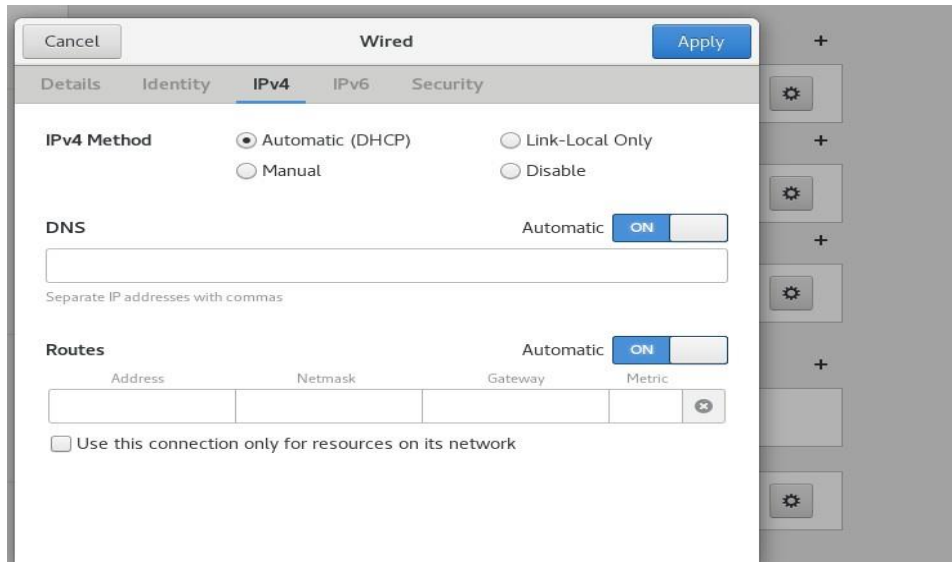 Cancel Wired Apply
Details Identity IPv4 IPv6 Security
IPv4 Method Automatic (DHCP) Link-Local Only
Manual Disable
DNS Automatic ON
Separate IP addresses with commas
Routes Automatic ON
Address Netmask Gateway Metric
Use this connection only for resources on its network